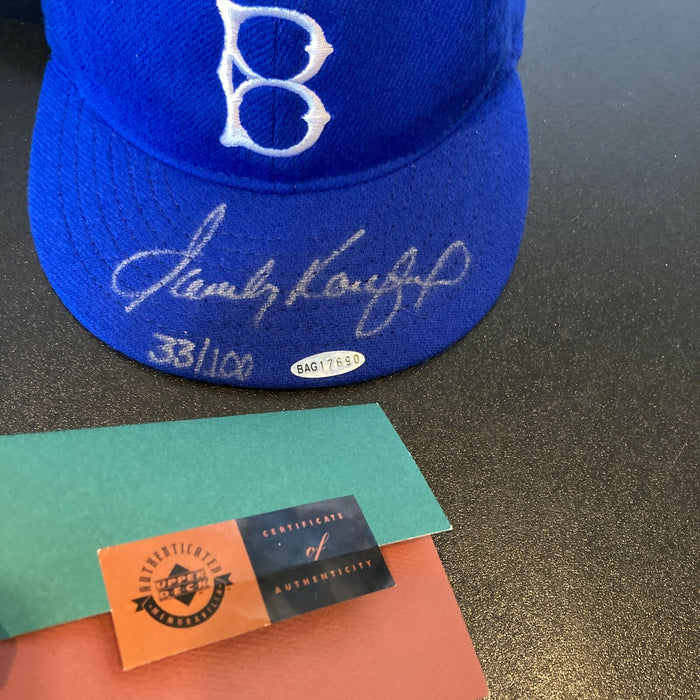 B
Sandy Koufax
33/100
BAG17690
AUTHENTICATED
UPPER
DECK
MEMORABILIA
CERTIFICATE
of
AUTHENTICITY